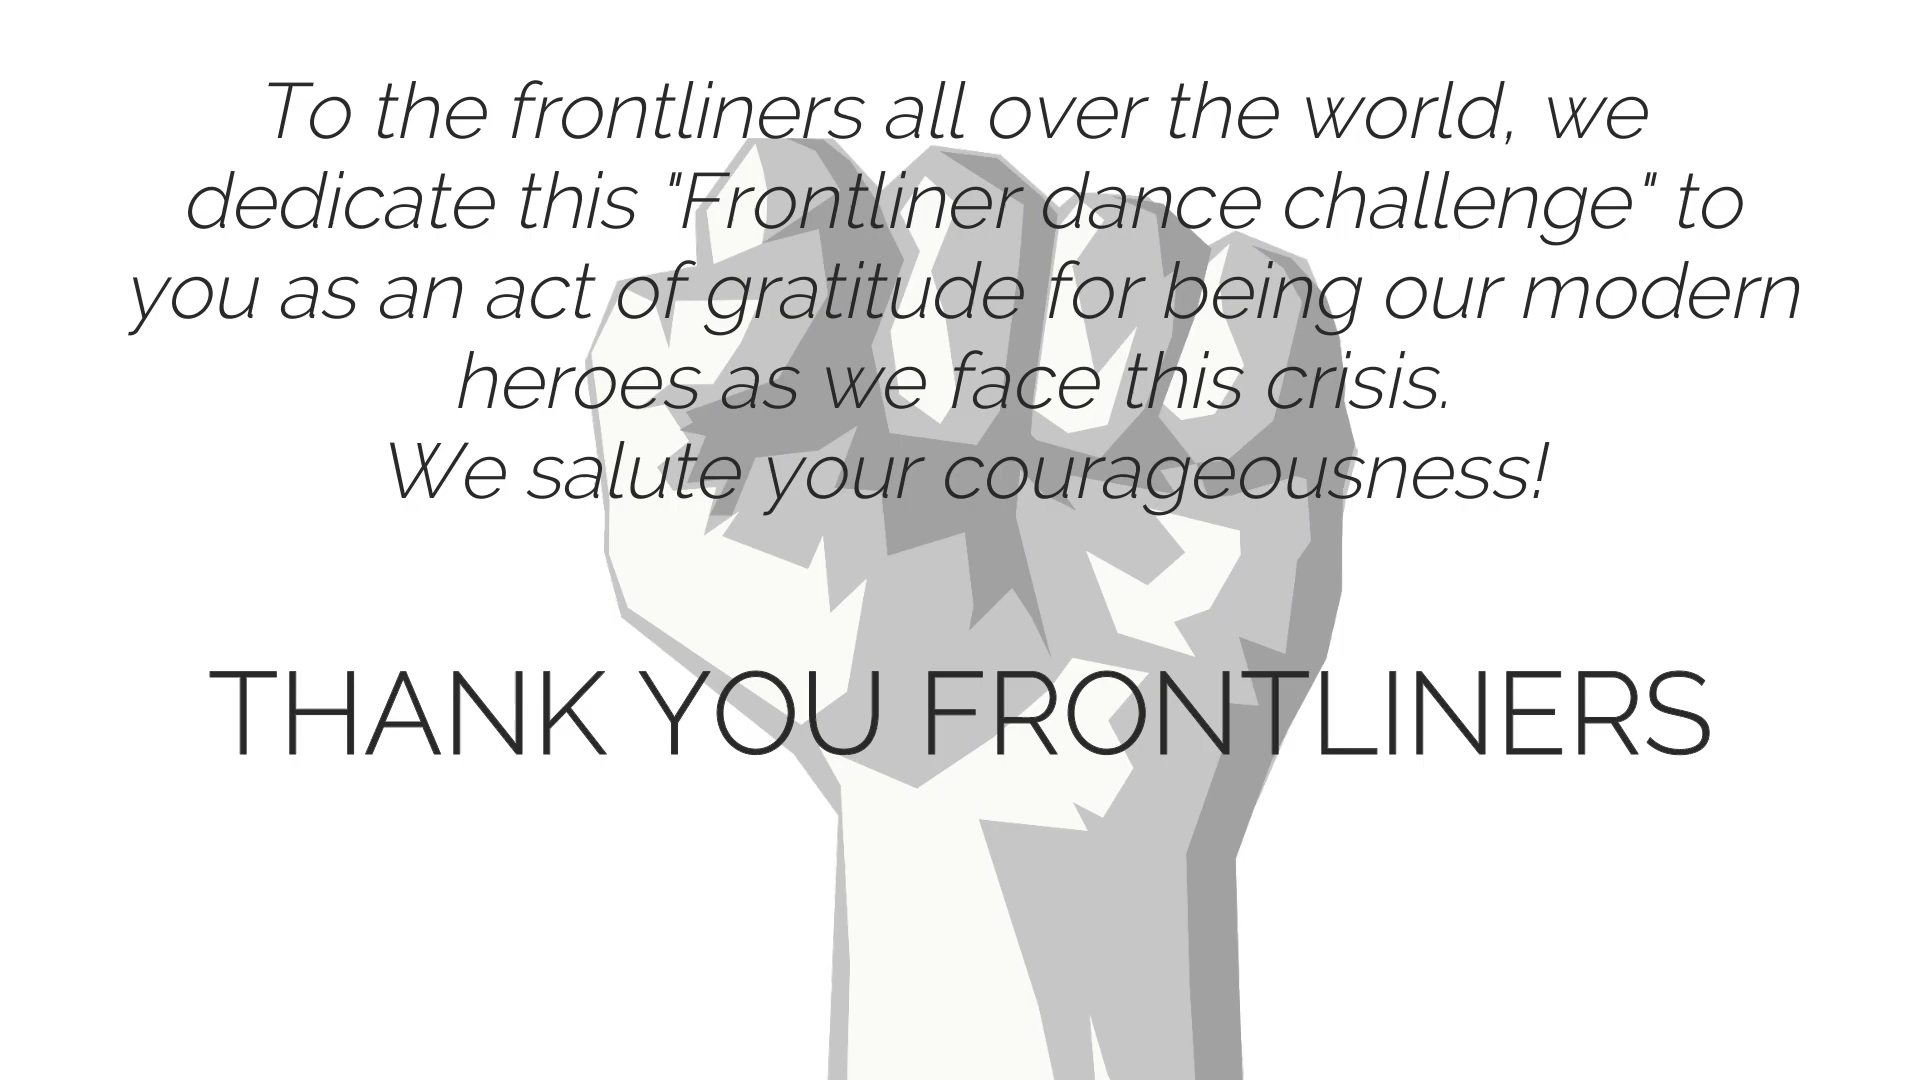 To the frontliners all over the world, we
dedicate this "Frontliner dance challenge" to
you as an act of gratitude for being our modern
heroes as we face this crisis.
We salute your courageousness!
THANK YOU FRONTLINERS